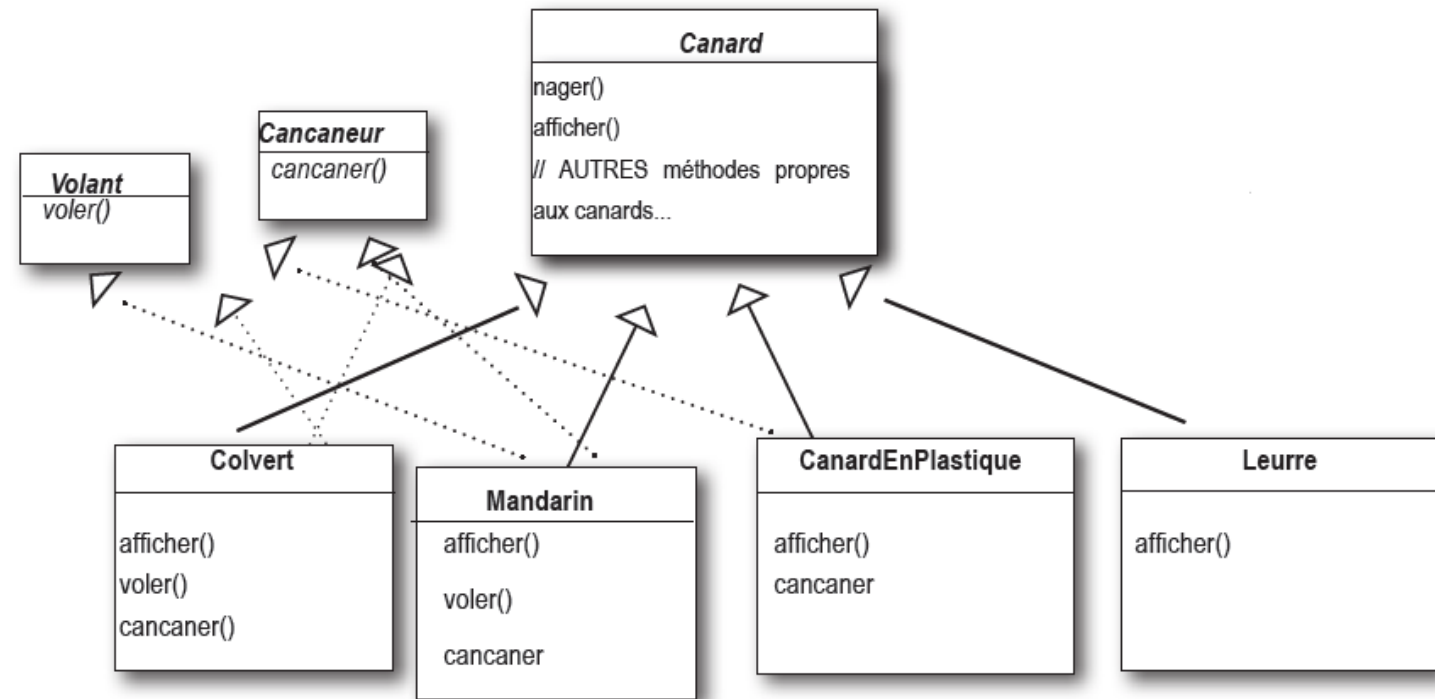 Canard
nager()
afficher()
// AUTRES méthodes propres
aux canards...
Cancaneur
cancaner()
Volant
voler()
Colvert
afficher()
voler()
cancaner()
Mandarin
afficher()
voler()
cancaner
CanardEnPlastique
afficher()
cancaner
Leurre
afficher()